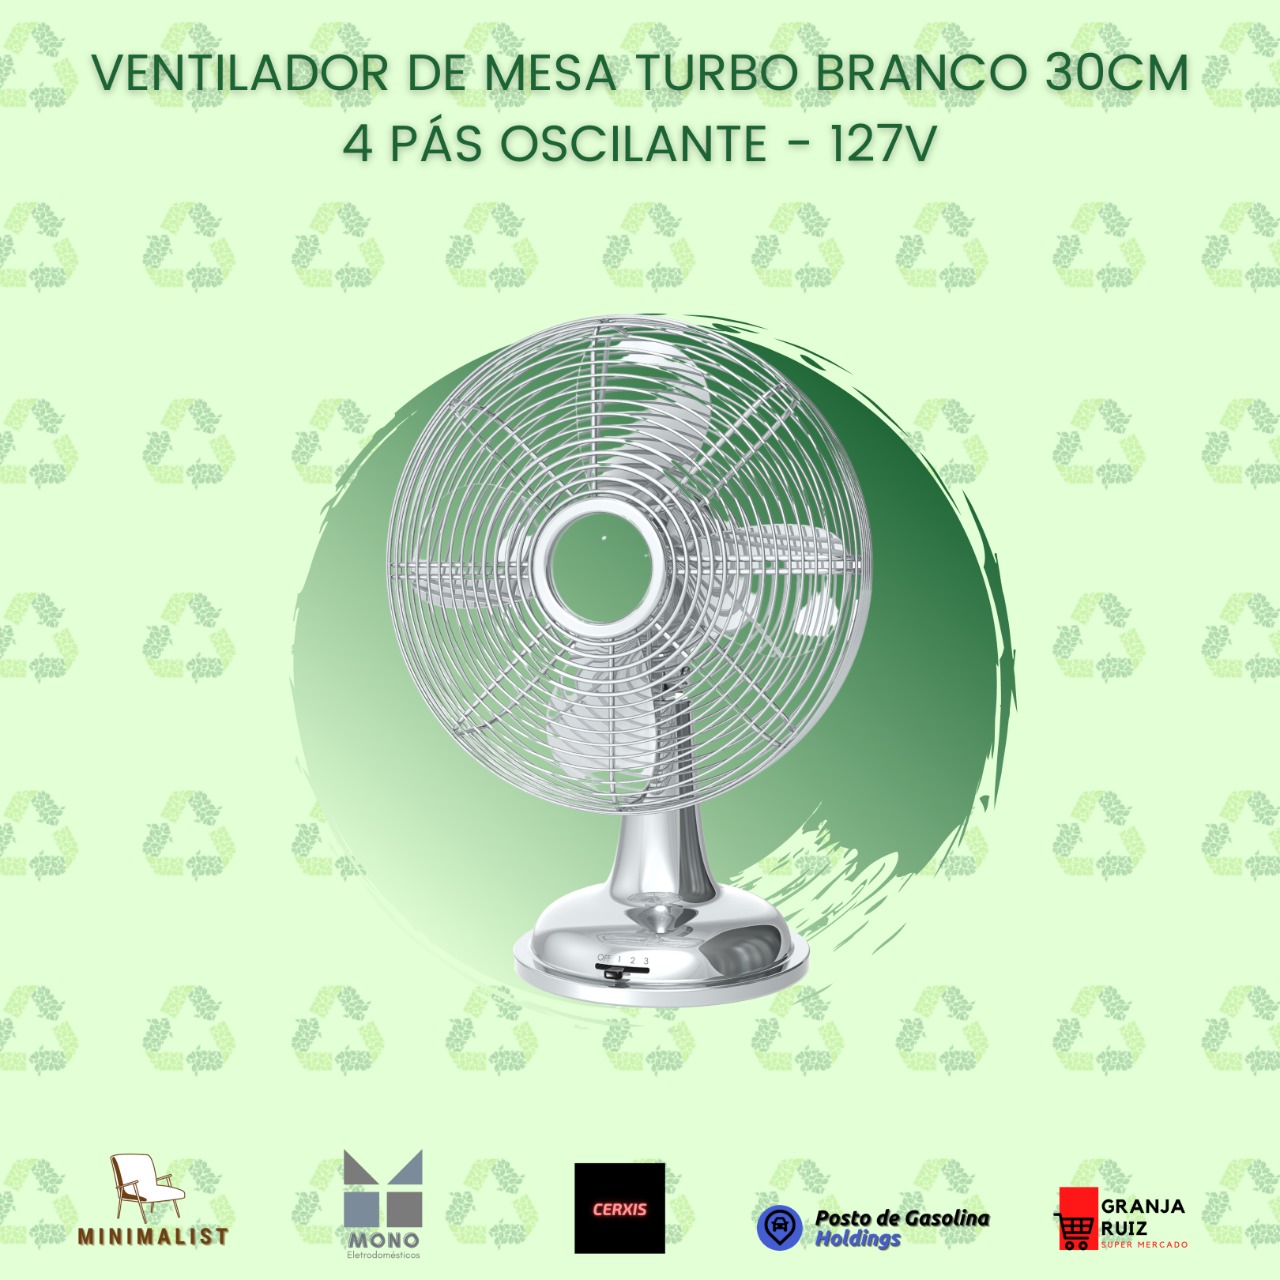 VENTILADOR DE MESA TURBO BRANCO 30CM
4 PÁS OSCILANTE - 127V
OFF 1 2 3
MINIMALIST
MONO
Eletrodomésticos
CERXIS
Posto de Gasolina
Holdings
GRANJA
RUIZ
SUPER MERCADO